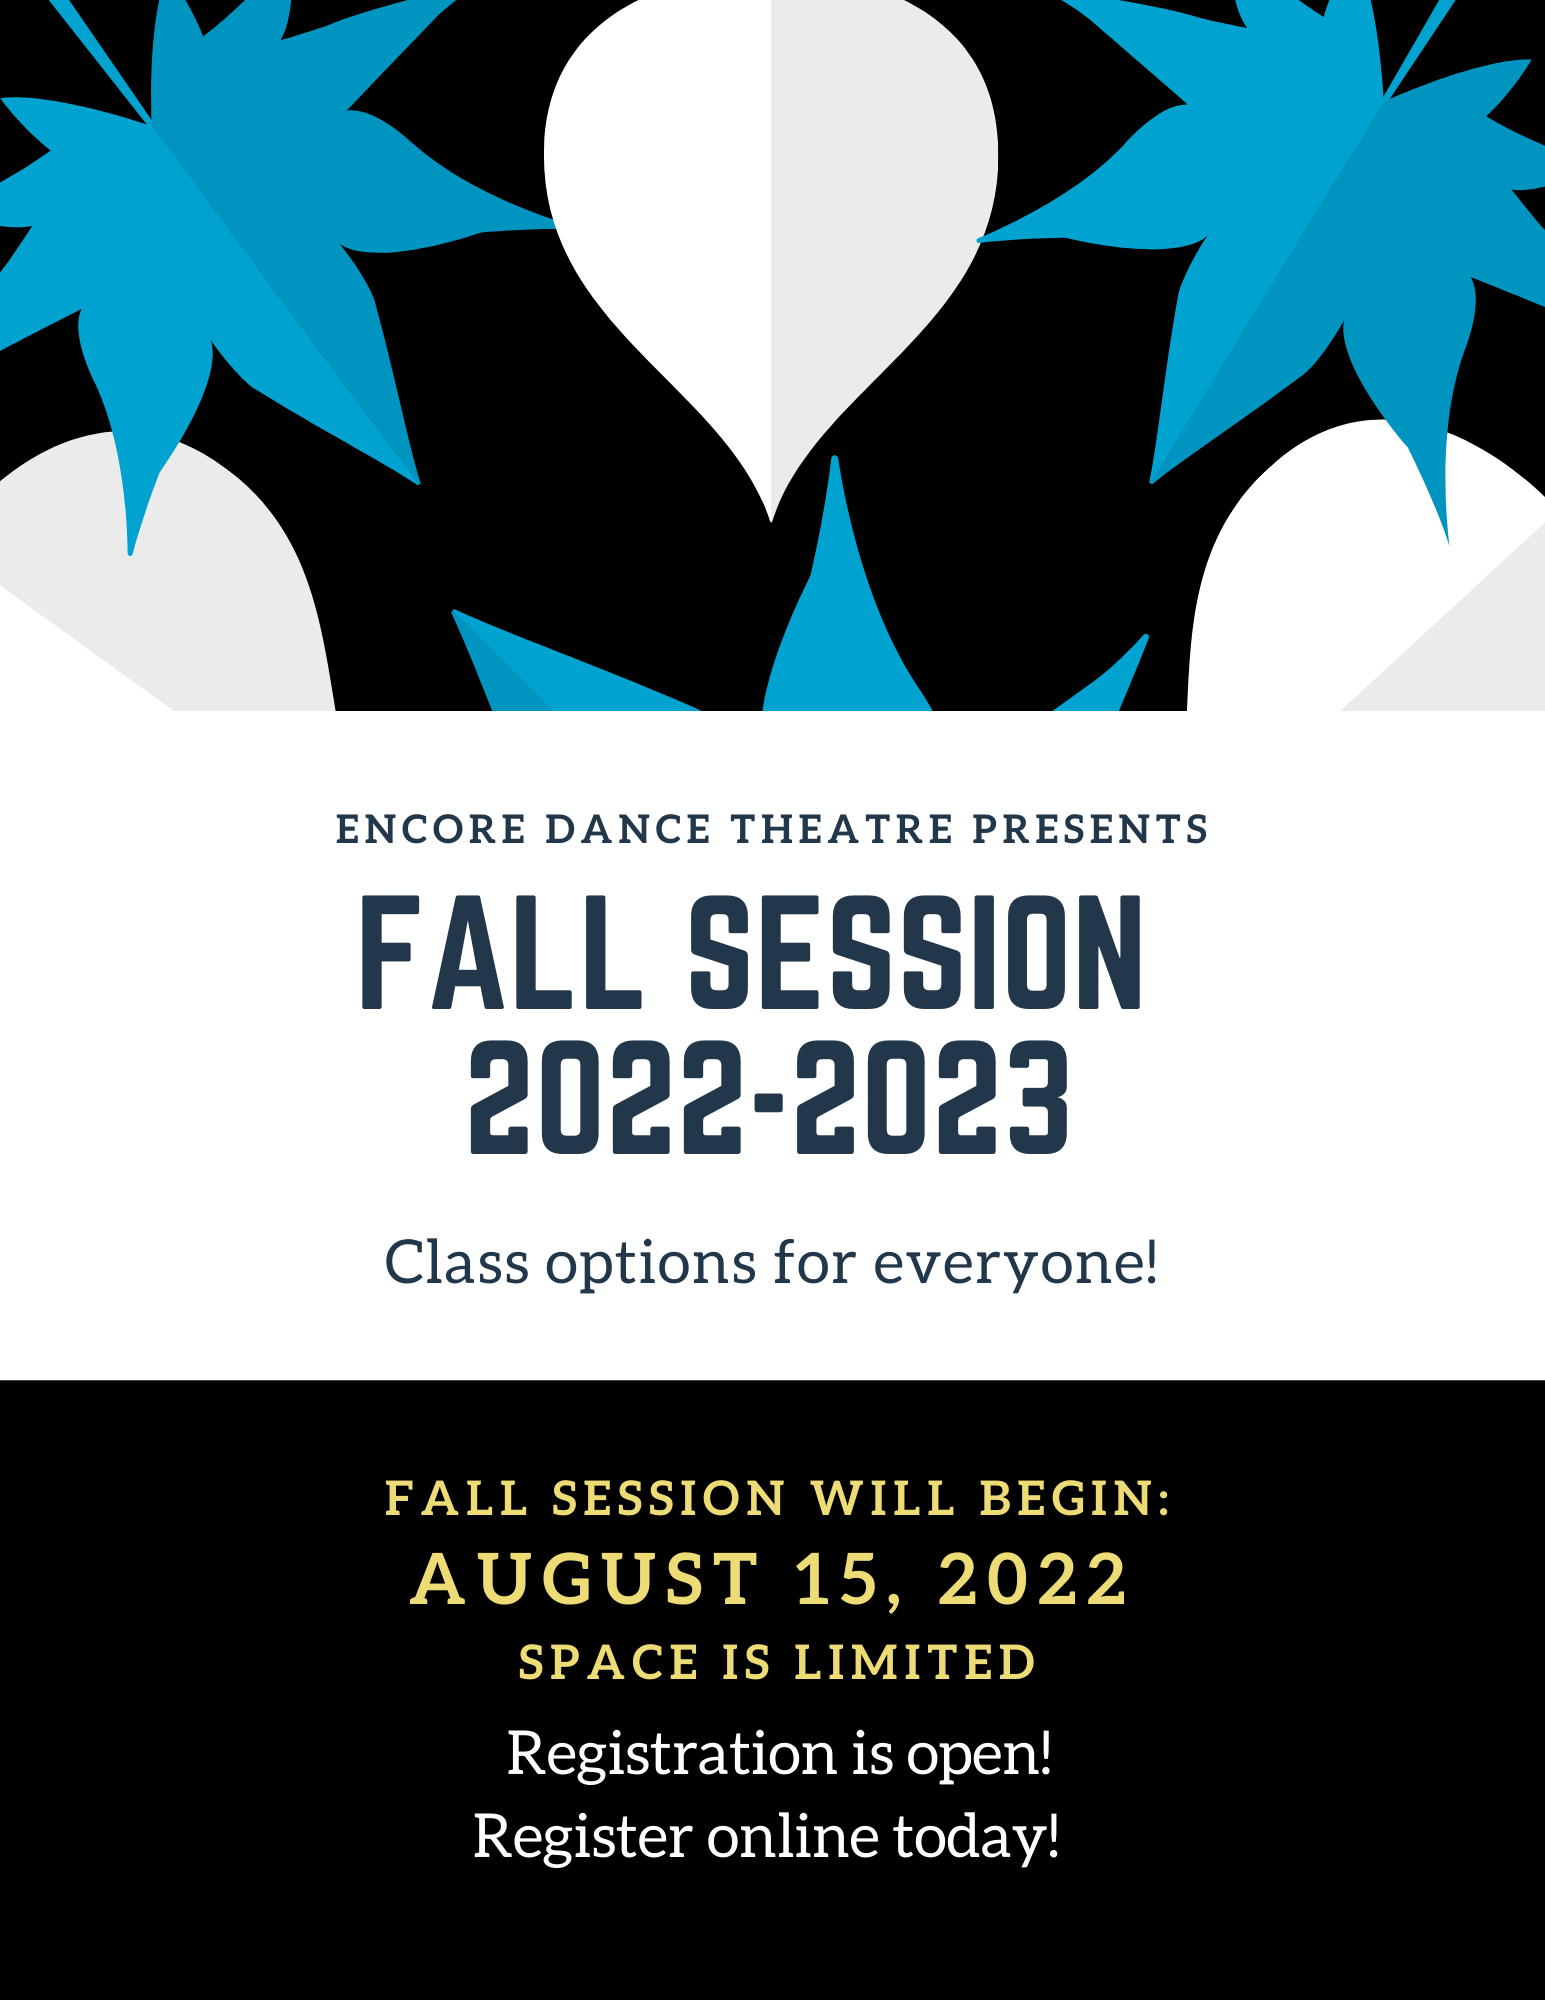 ENCORE DANCE THEATRE PRESENTS
FALL SESSION
2022-2023
Class options for everyone!
FALL SESSION WILL BEGIN:
AUGUST 15, 2022
SPACE IS LIMITED
Registration is open!
Register online today!